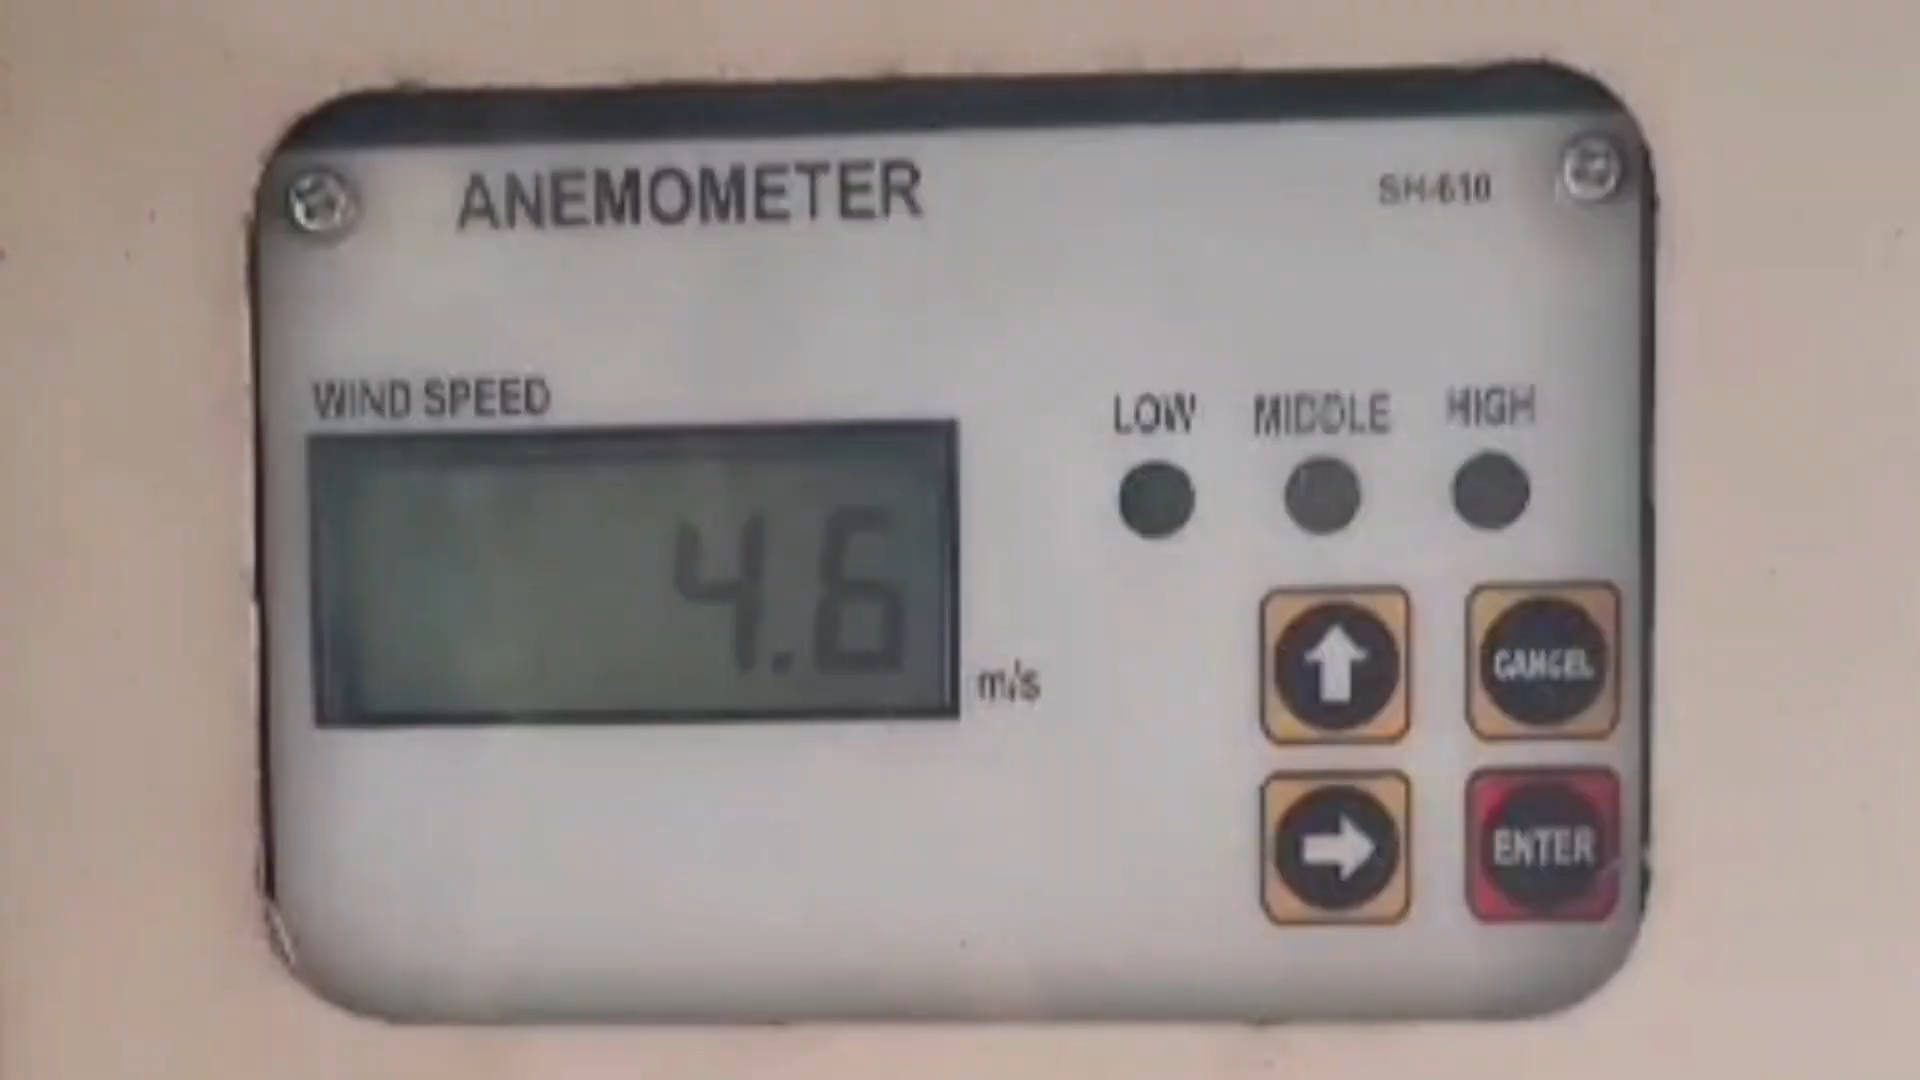 ANEMOMETER
SH-610
WIND SPEED
LOW MIDDLE HIGH
4.6
m/s
CANCEL
ENTER